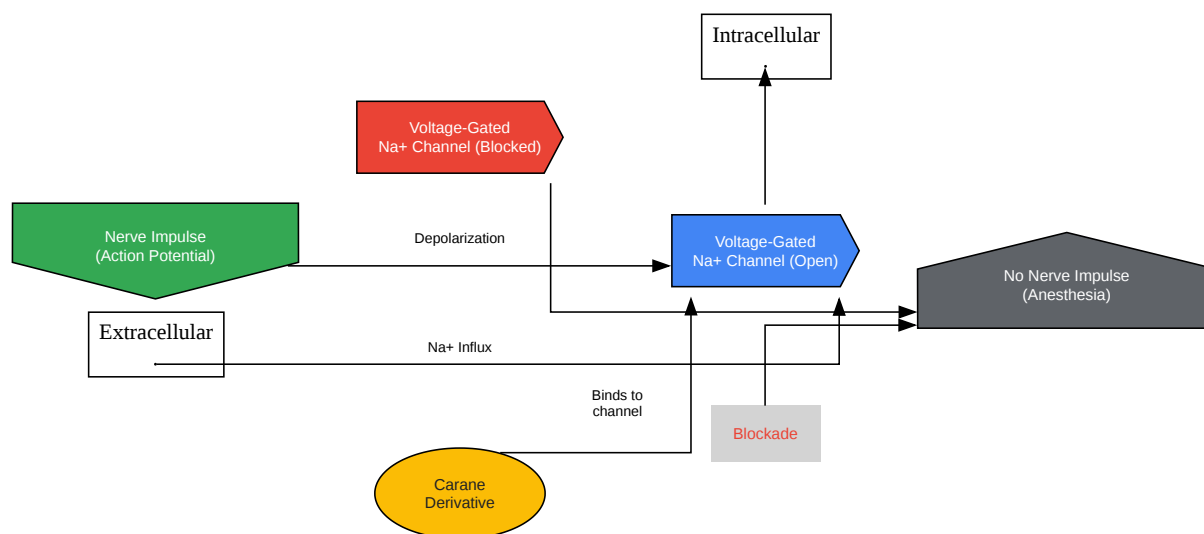 Intracellular
Voltage-Gated
Na+ Channel (Blocked)
Nerve Impulse
(Action Potential)
Depolarization
Voltage-Gated
Na+ Channel (Open)
No Nerve Impulse
(Anesthesia)
Extracellular
Na+ Influx
Binds to
channel
Blockade
Carane
Derivative